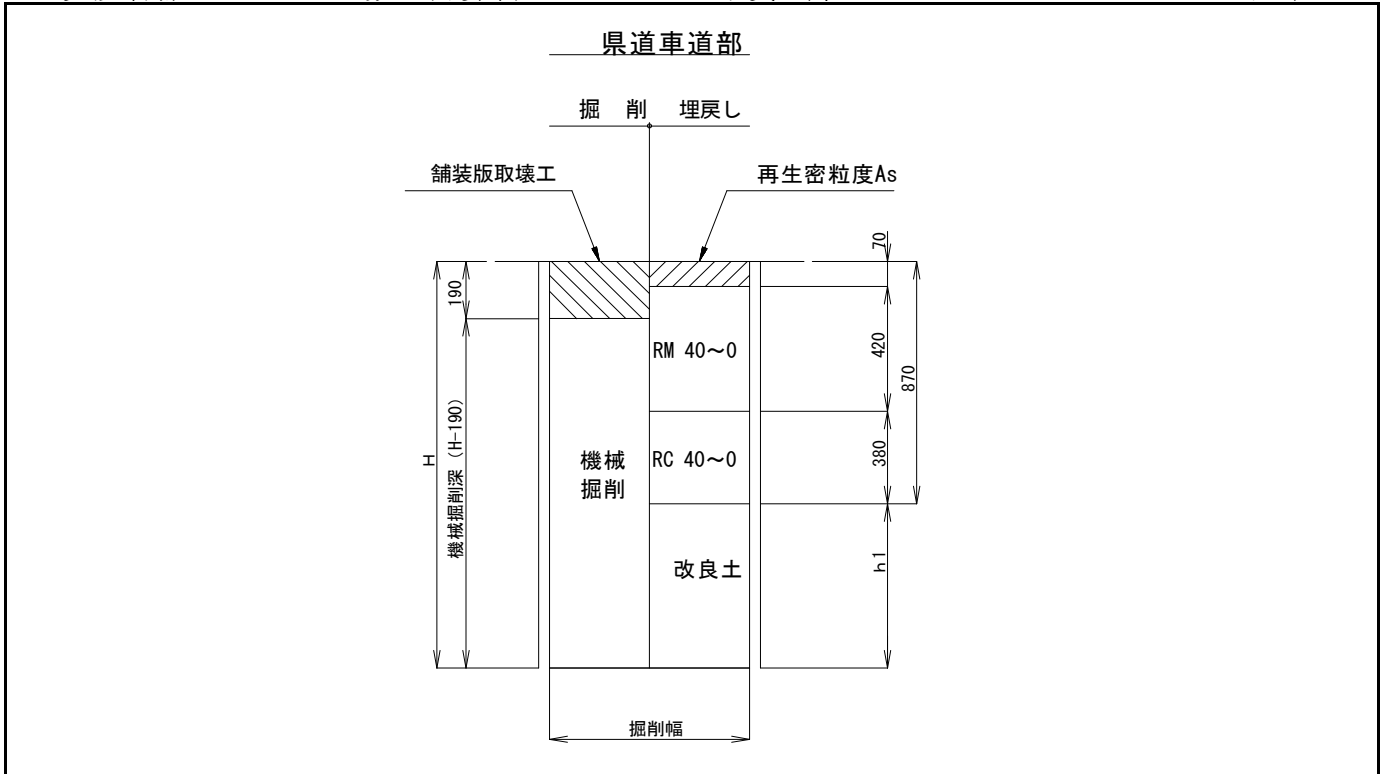 県道車道部
掘 削 埋戻し
舗装版取壊工
再生密粒度As
70
190
RM 40～0
420
870
H
機械掘削深 (H-190)
機械
掘削
RC 40～0
380
改良土
h1
掘削幅